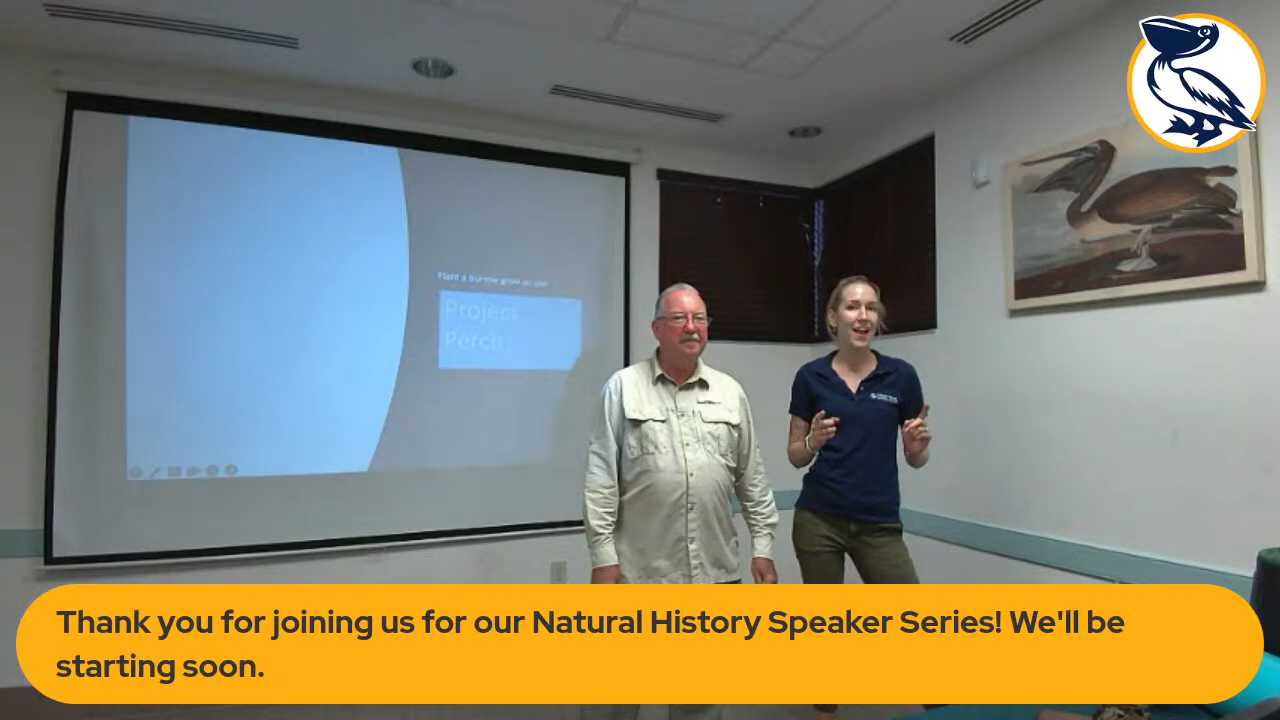 Plant a burrow grow an owl
Project
Perch
Thank you for joining us for our Natural History Speaker Series! We'll be
starting soon.